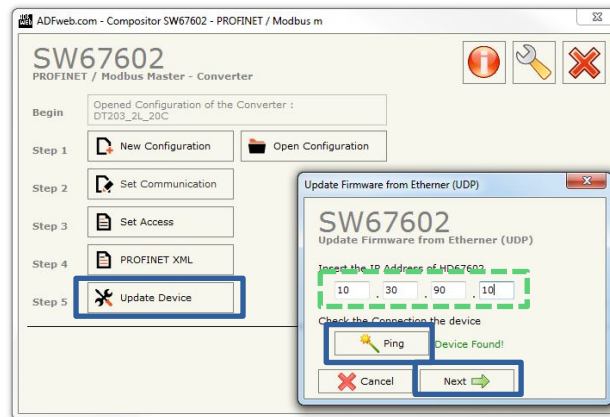 ADFweb.com - Compositor SW67602 - PROFINET / Modbus m
SW67602
PROFINET / Modbus Master - Converter
Begin
Opened Configuration of the Converter :
DT203_2L_20C
Step 1
New Configuration
Open Configuration
Step 2
Set Communication
Step 3
Set Access
Step 4
PROFINET XML
Step 5
Update Device
Update Firmware from Etherner (UDP)
SW67602
Update Firmware from Etherner (UDP)
Insert the IP Address of HD67602
10 . 30 . 90 . 10
Check the Connection the device
Ping
Device Found!
Cancel
Next